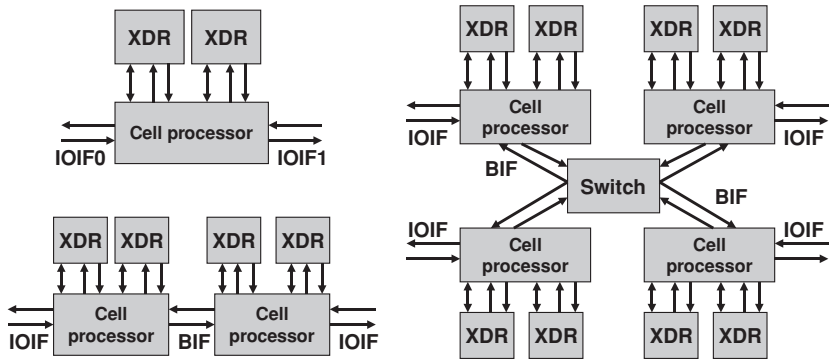 XDR XDR
Cell processor
IOIF0 IOIF1
XDR XDR XDR XDR
Cell processor Cell processor
IOIF BIF IOIF
XDR XDR XDR XDR
Cell processor Cell processor
IOIF IOIF
BIF Switch BIF
IOIF IOIF
Cell processor Cell processor
XDR XDR XDR XDR